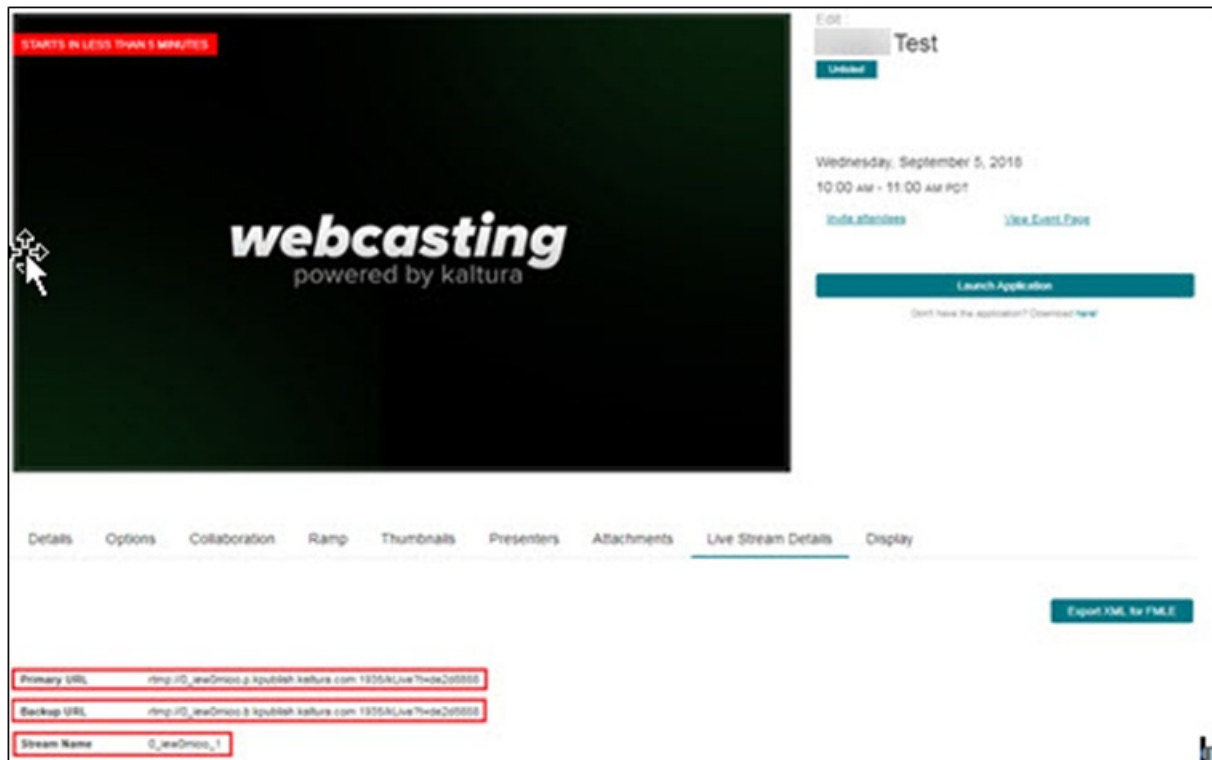 STARTS IN LESS THAN 5 MINUTES
webcasting
powered by kaltura
Edit :
Test
Unlisted
Wednesday, September 5, 2018
10:00 AM - 11:00 AM PDT
Invite attendees View Event Page
Launch Application
Don't have the application? Download here!
Details Options Collaboration Ramp Thumbnails Presenters Attachments Live Stream Details Display
Export XML for FMLE
Primary URL
Backup URL
Stream Name